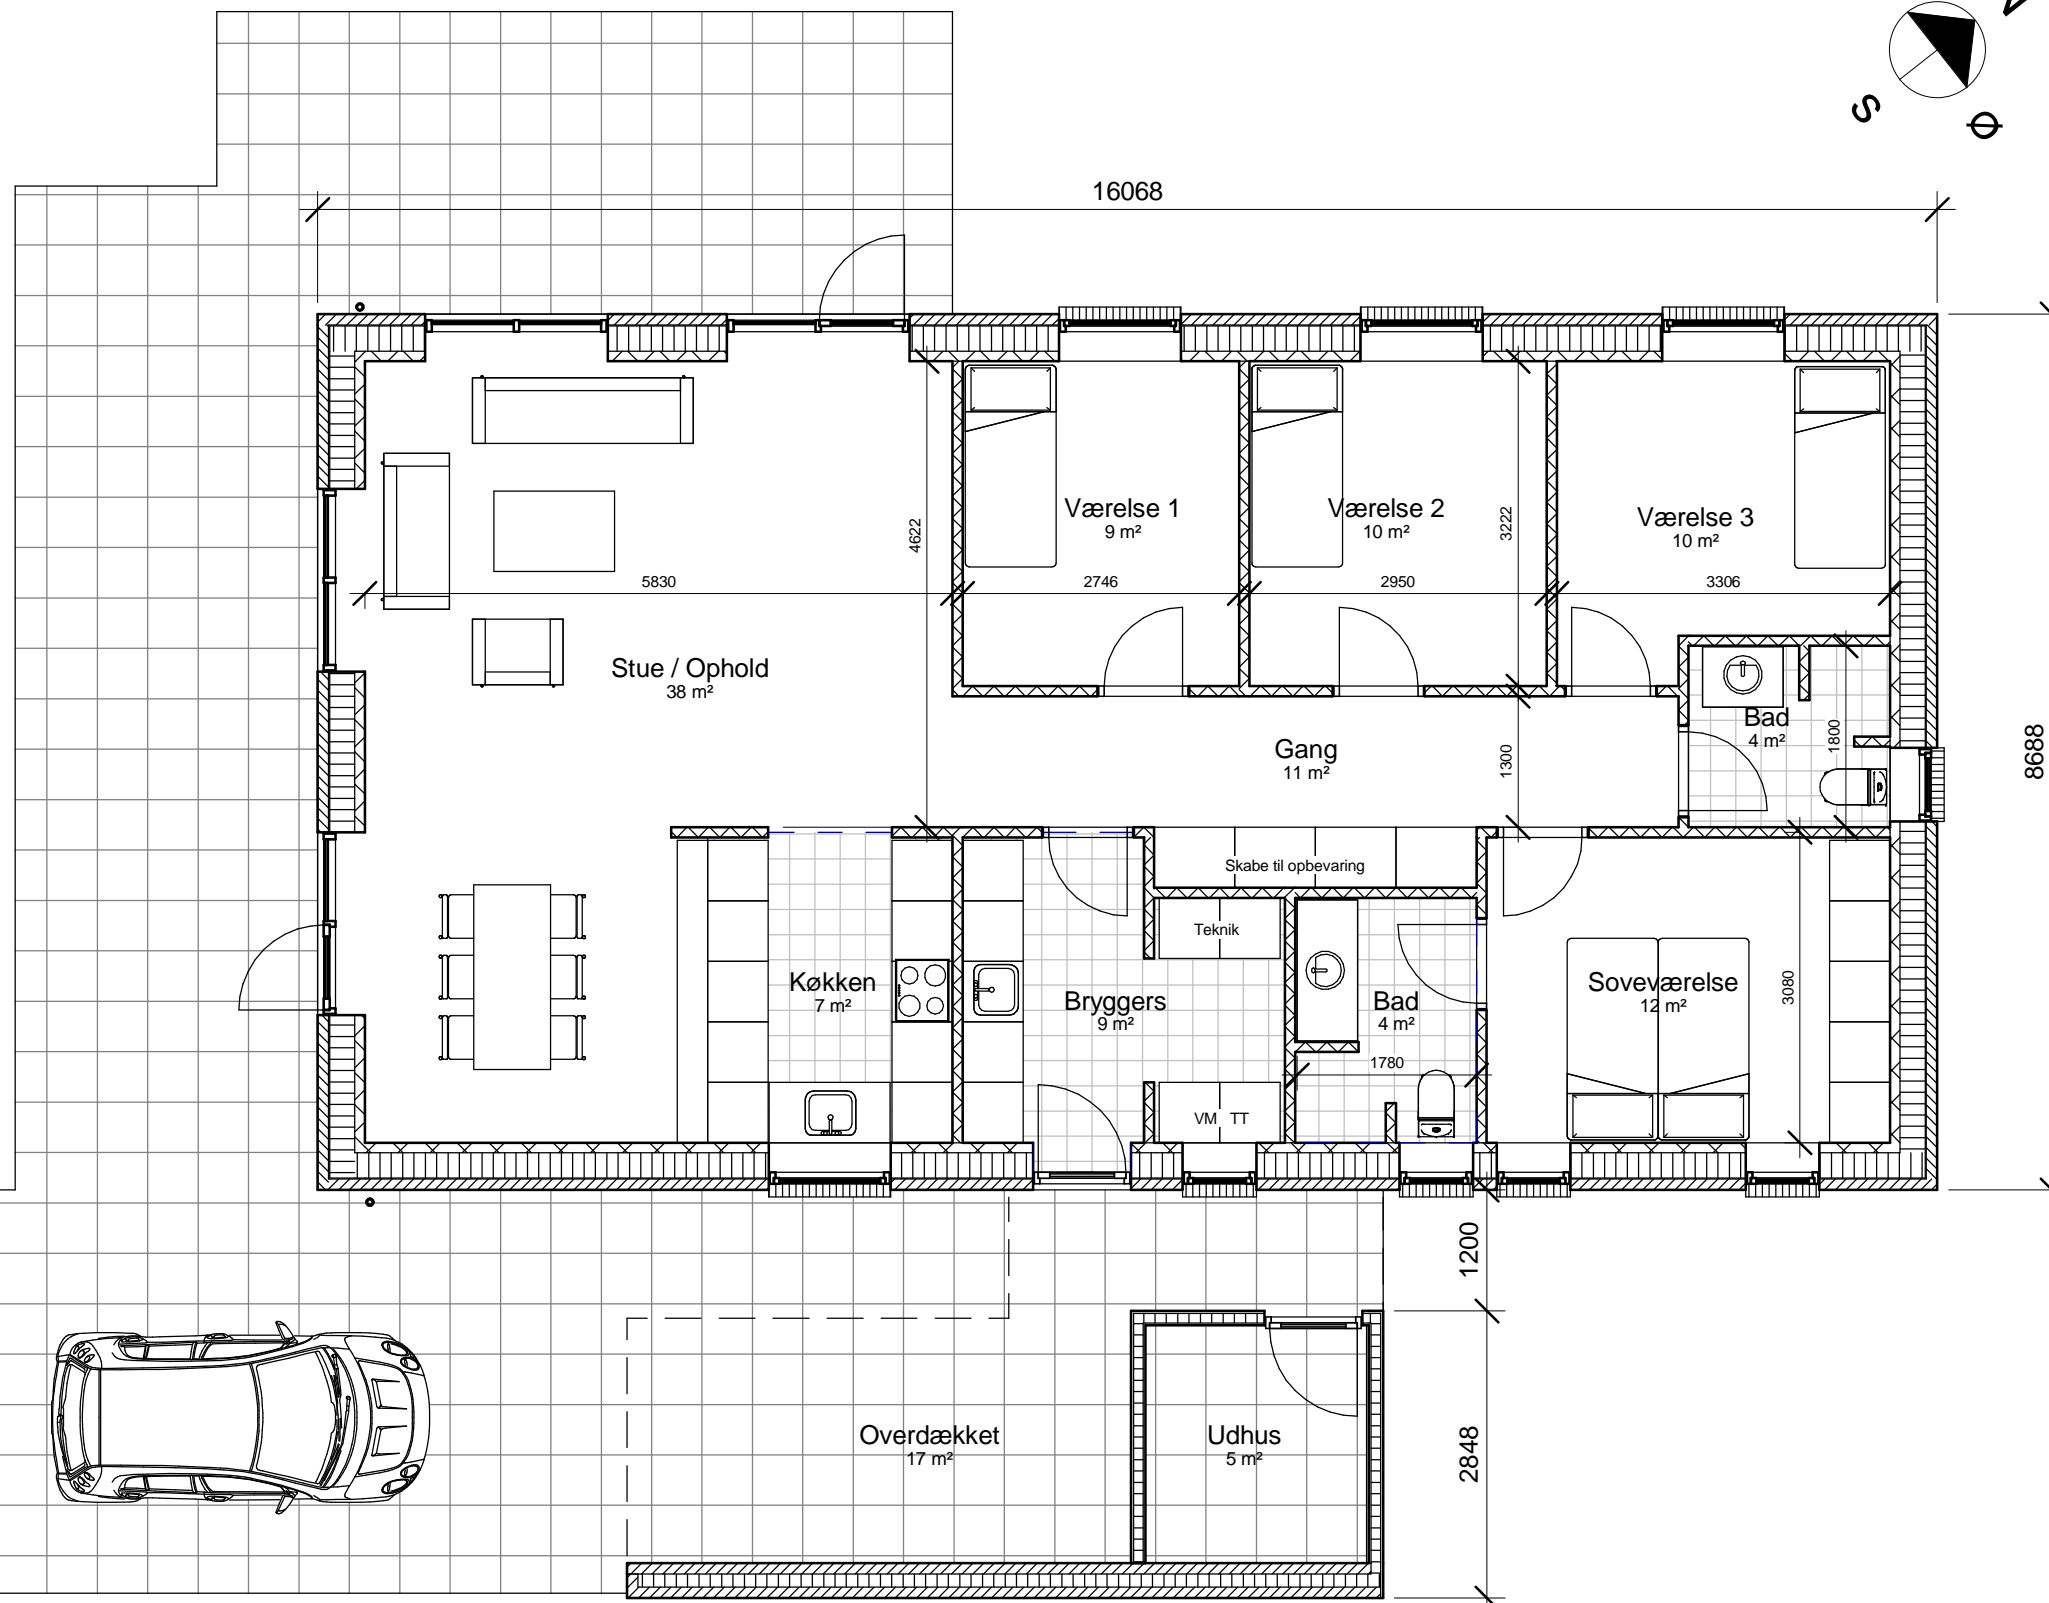 N
S
Ø
16068
Værelse 1
9 m²
Værelse 2
10 m²
Værelse 3
10 m²
4622
3222
5830
2746
2950
3306
Stue / Ophold
38 m²
Bad
4 m²
1800
Gang
11 m²
1300
8688
Skabe til opbevaring
Teknik
Køkken
7 m²
Bryggers
9 m²
Bad
4 m²
Soveværelse
12 m²
3080
1780
VM TT
1200
Overdækket
17 m²
Udhus
5 m²
2848